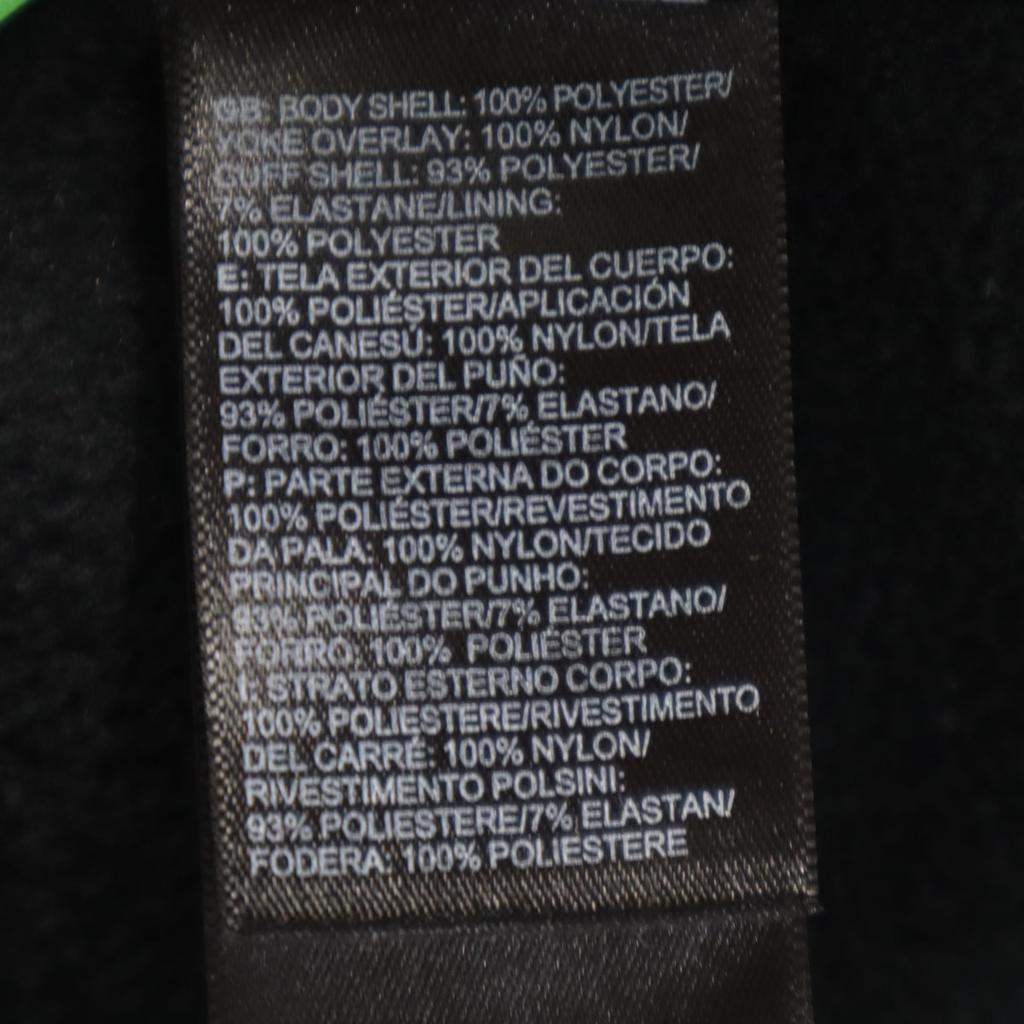 GB: BODY SHELL: 100% POLYESTER/
YOKE OVERLAY: 100% NYLON/
CUFF SHELL: 93% POLYESTER/
7% ELASTANE/LINING:
100% POLYESTER
E: TELA EXTERIOR DEL CUERPO:
100% POLIÉSTER/APLICACIÓN
DEL CANESÚ: 100% NYLON/TELA
EXTERIOR DEL PUÑO:
93% POLIÉSTER/7% ELASTANO/
FORRO: 100% POLIÉSTER
P: PARTE EXTERNA DO CORPO:
100% POLIÉSTER/REVESTIMENTO
DA PALA: 100% NYLON/TECIDO
PRINCIPAL DO PUNHO:
93% POLIÉSTER/7% ELASTANO/
FORRO: 100% POLIÉSTER
I: STRATO ESTERNO CORPO:
100% POLIESTERE/RIVESTIMENTO
DEL CARRÉ: 100% NYLON/
RIVESTIMENTO POLSINI:
93% POLIESTERE/7% ELASTAN/
FODERA: 100% POLIESTERE